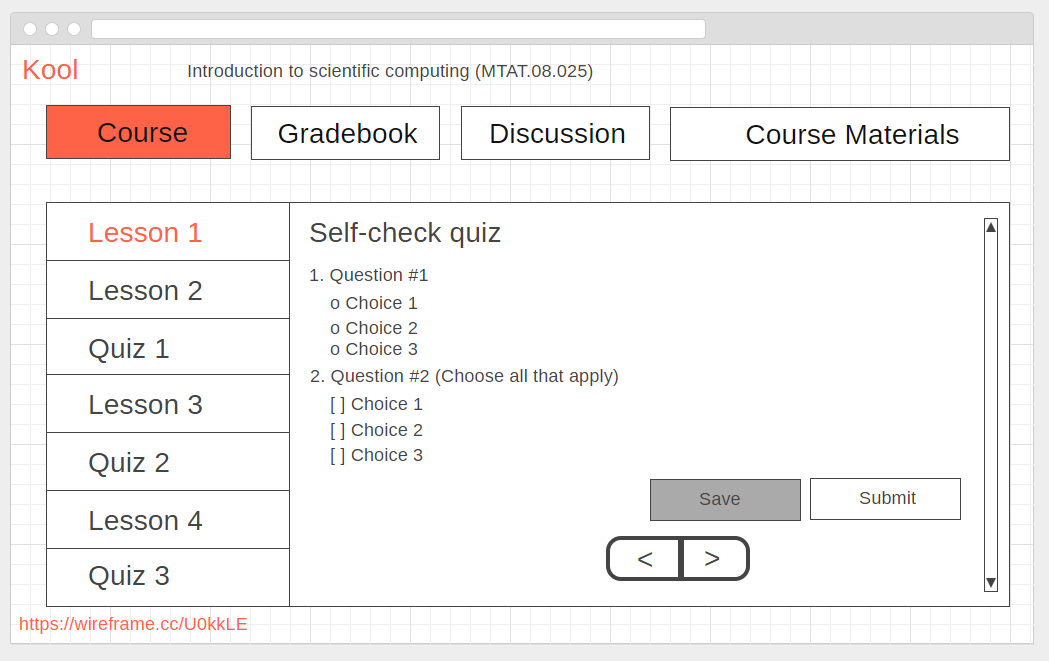 Kool
Introduction to scientific computing (MTAT.08.025)
Course
Gradebook
Discussion
Course Materials
Lesson 1
Lesson 2
Quiz 1
Lesson 3
Quiz 2
Lesson 4
Quiz 3
Self-check quiz
1. Question #1
o Choice 1
o Choice 2
o Choice 3
2. Question #2 (Choose all that apply)
[ ] Choice 1
[ ] Choice 2
[ ] Choice 3
Save
Submit
<
>
https://wireframe.cc/U0kkLE